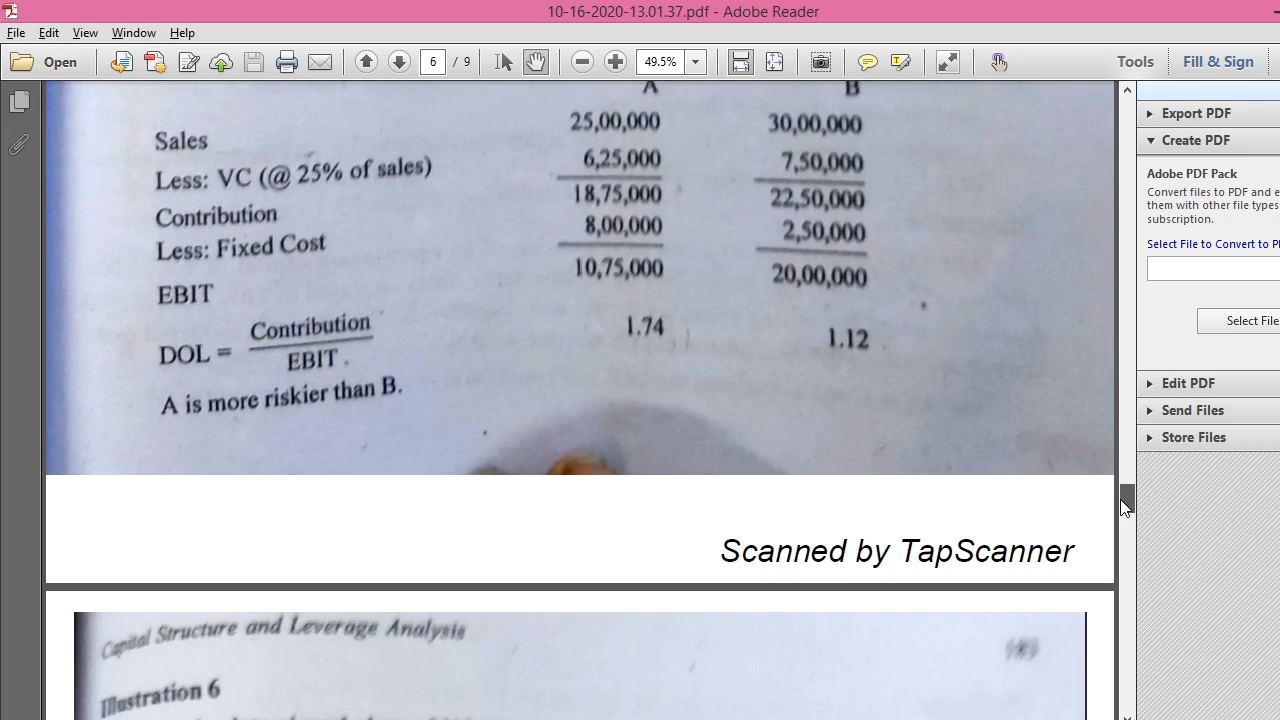 10-16-2020-13.01.37.pdf - Adobe Reader
File Edit View Window Help
Open 6 / 9 49.5% Tools Fill & Sign
A B
Sales 25,00,000 30,00,000
Less: VC (@ 25% of sales) 6,25,000 7,50,000
Contribution 18,75,000 22,50,000
Less: Fixed Cost 8,00,000 2,50,000
EBIT 10,75,000 20,00,000
DOL = Contribution 1.74 1.12
EBIT
A is more riskier than B.
Scanned by TapScanner
Capital Structure and Leverage Analysis
Illustration 6
Export PDF
Create PDF
Adobe PDF Pack
Convert files to PDF and
them with other file types
subscription.
Select File to Convert to
Select File
Edit PDF
Send Files
Store Files